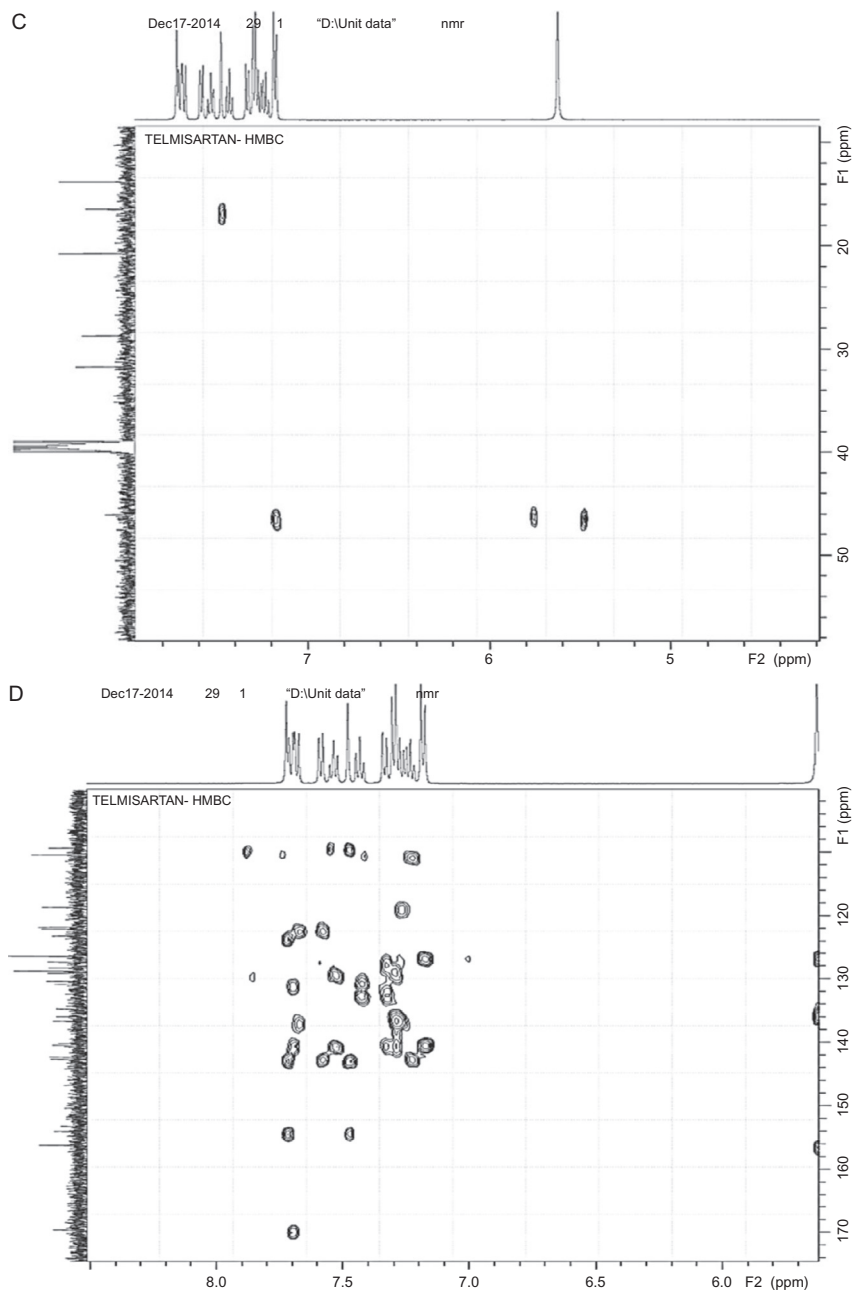 C
Dec17-2014 29 1 “D:\Unit data” nmr
TELMISARTAN- HMBC
F1 (ppm)
20
30
40
50
7 6 5 F2 (ppm)
D
Dec17-2014 29 1 “D:\Unit data” nmr
TELMISARTAN- HMBC
F1 (ppm)
120
130
140
150
160
170
8.0 7.5 7.0 6.5 6.0 F2 (ppm)